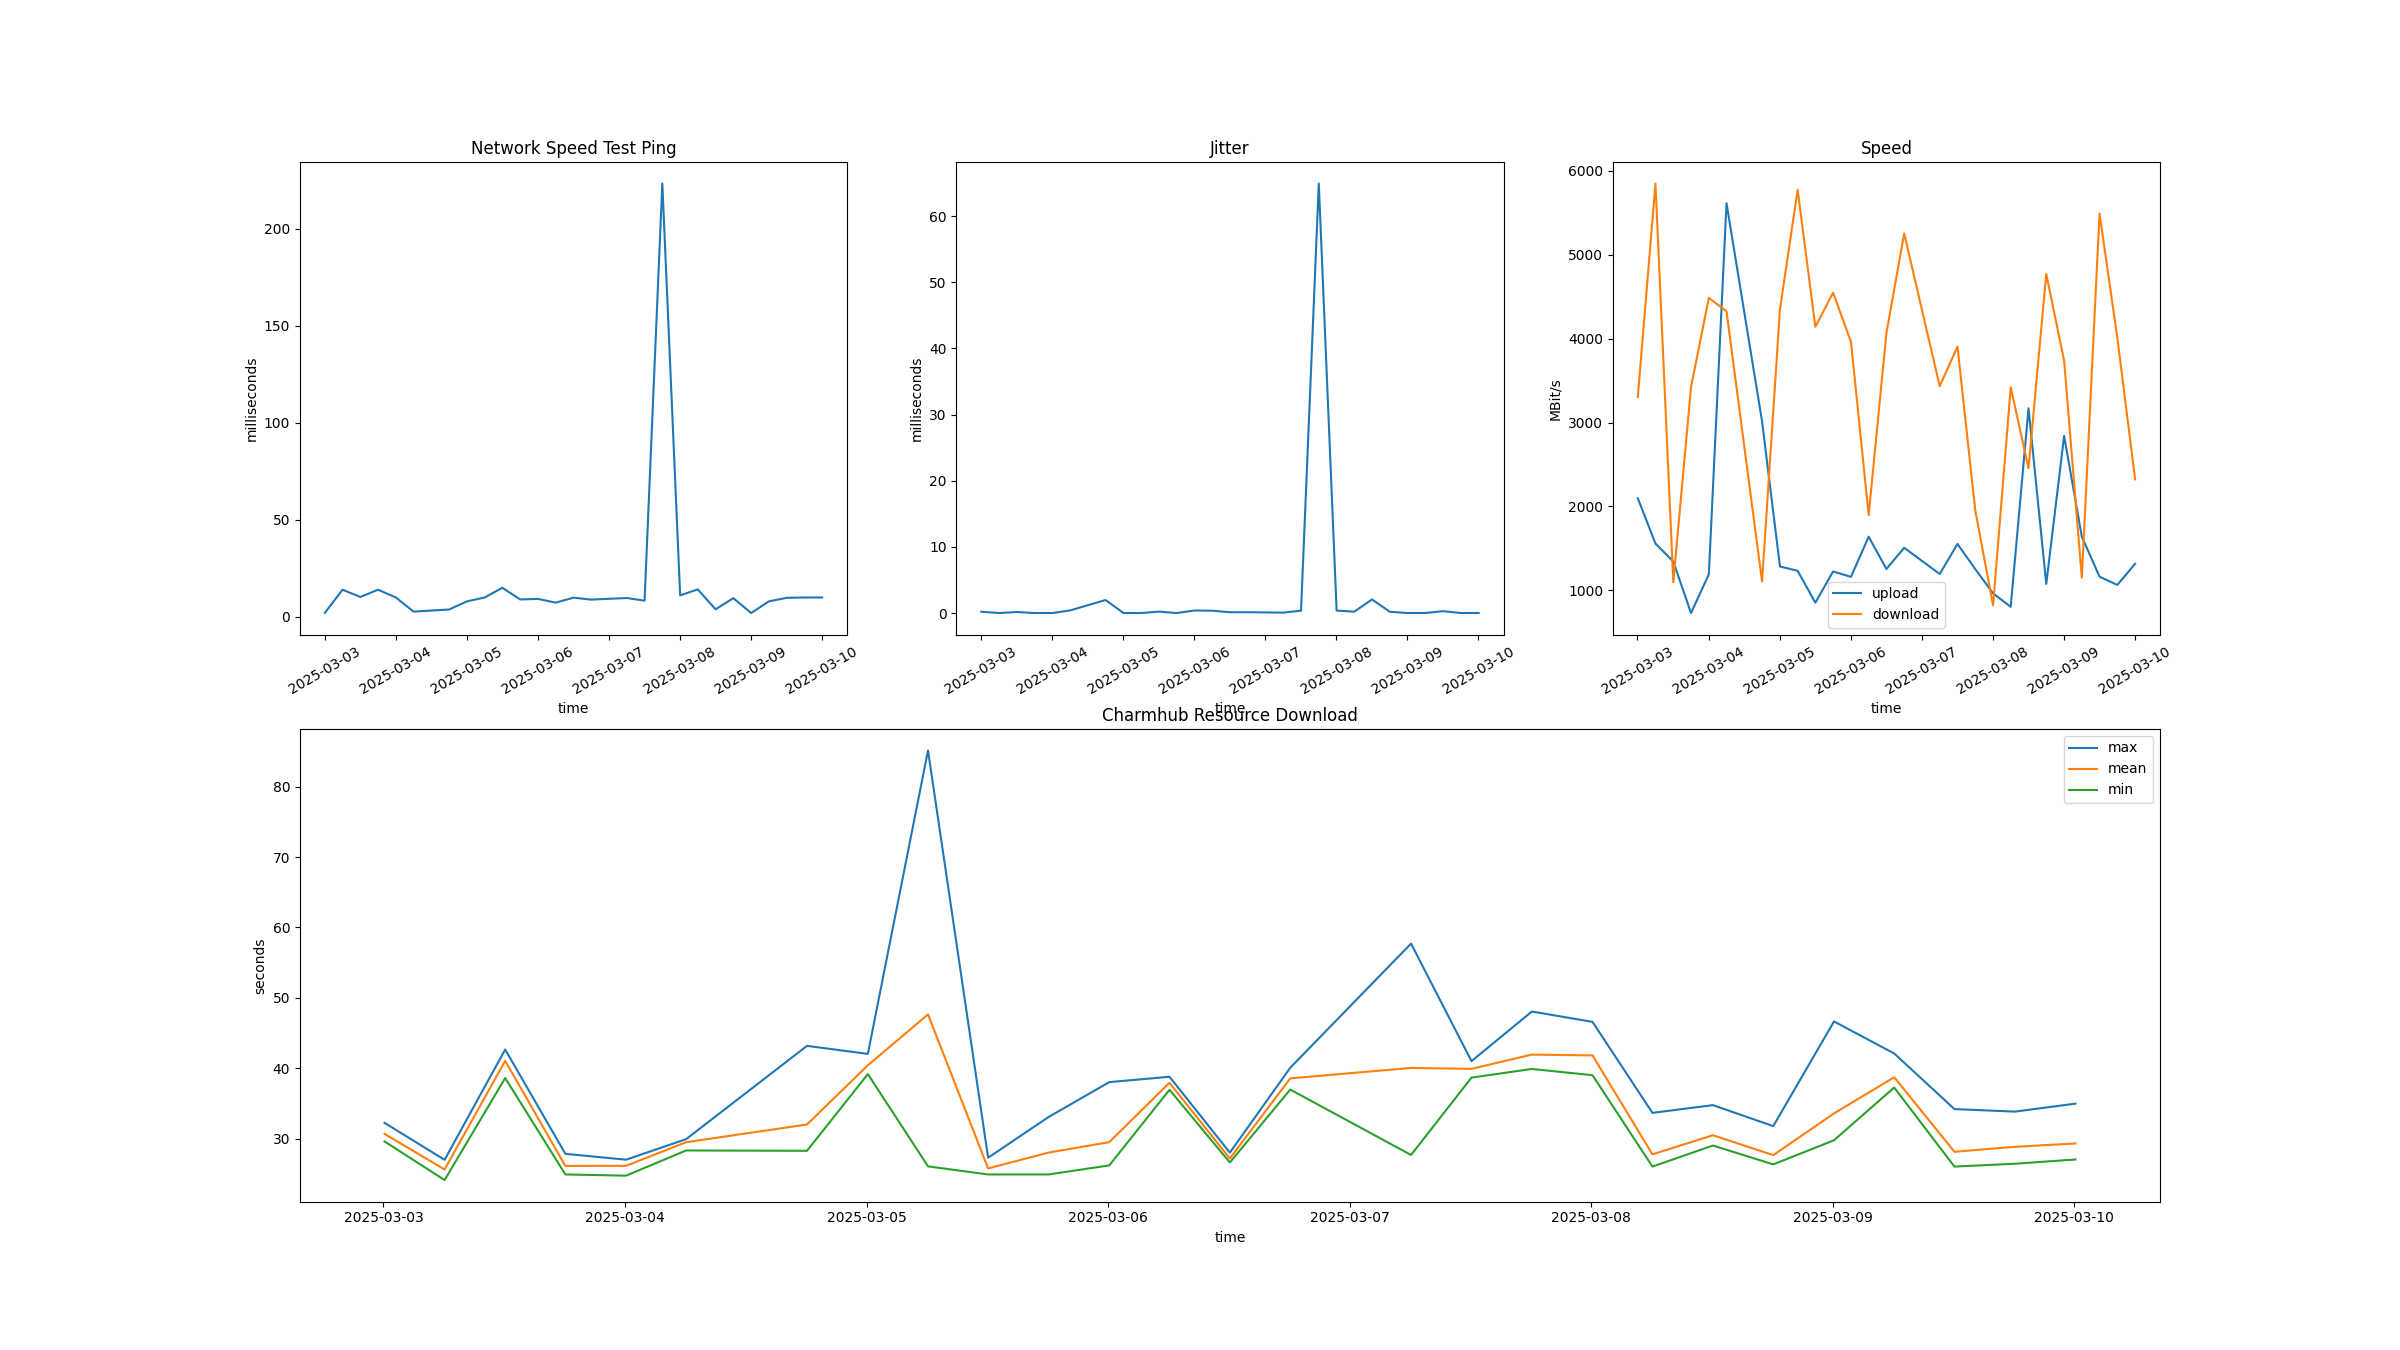 Network Speed Test Ping
milliseconds
200
150
100
50
0
2025-03-03 2025-03-04 2025-03-05 2025-03-06 2025-03-07 2025-03-08 2025-03-09 2025-03-10
time
Jitter
milliseconds
60
50
40
30
20
10
0
2025-03-03 2025-03-04 2025-03-05 2025-03-06 2025-03-07 2025-03-08 2025-03-09 2025-03-10
time
Speed
MBit/s
6000
5000
4000
3000
2000
1000
upload
download
2025-03-03 2025-03-04 2025-03-05 2025-03-06 2025-03-07 2025-03-08 2025-03-09 2025-03-10
time
Charmhub Resource Download
seconds
80
70
60
50
40
30
max
mean
min
2025-03-03 2025-03-04 2025-03-05 2025-03-06 2025-03-07 2025-03-08 2025-03-09 2025-03-10
time